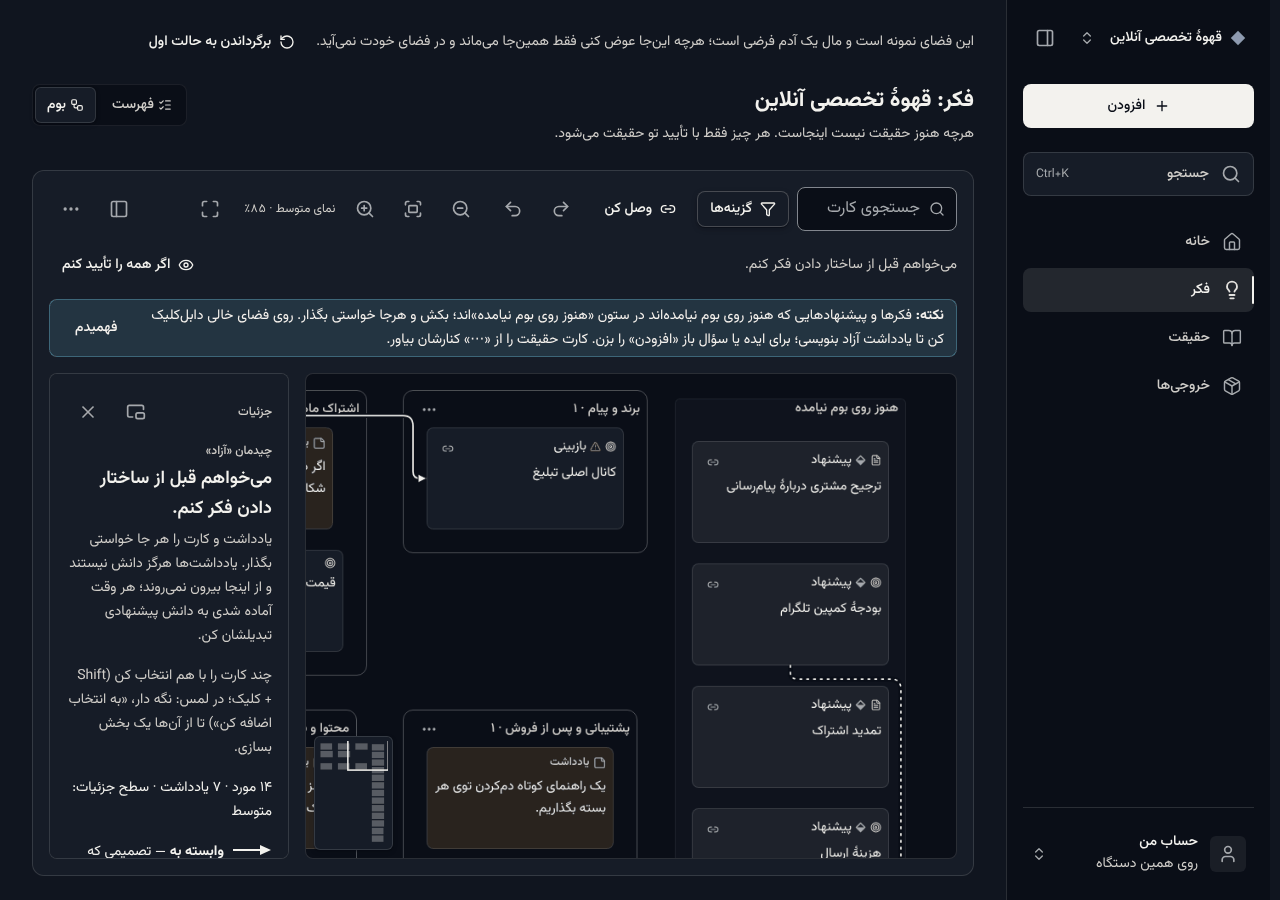 قهوهٔ تخصصی آنلاین
افزودن
جستجو
Ctrl+K
خانه
فکر
حقیقت
خروجی‌ها
حساب من
روی همین دستگاه
این فضای نمونه است و مال یک آدم فرضی است؛ هرچه این‌جا عوض کنی فقط همین‌جا می‌ماند و در فضای خودت نمی‌آید.
برگرداندن به حالت اول
فکر: قهوهٔ تخصصی آنلاین
هرچه هنوز حقیقت نیست اینجاست. هر چیز فقط با تأیید تو حقیقت می‌شود.
فهرست
بوم
جستجوی کارت
گزینه‌ها
وصل کن
نمای متوسط · ۸۵٪
می‌خواهم قبل از ساختار دادن فکر کنم.
اگر همه را تأیید کنم
نکته: فکرها و پیشنهادهایی که هنوز روی بوم نیامده‌اند در ستون «هنوز روی بوم نیامده»‌اند؛ بکش و هرجا خواستی بگذار. روی فضای خالی دابل‌کلیک
کن تا یادداشت آزاد بنویسی؛ برای ایده یا سؤال باز «افزودن» را بزن. کارت حقیقت را از «···» کنارشان بیاور.
فهمیدم
هنوز روی بوم نیامده
پیشنهاد
ترجیح مشتری دربارهٔ پیام‌رسانی
پیشنهاد
بودجهٔ کمپین تلگرام
پیشنهاد
تمدید اشتراک
پیشنهاد
هزینهٔ ارسال
برند و پیام · ۱
بازبینی
کانال اصلی تبلیغ
پشتیبانی و پس از فروش · ۱
یادداشت
یک راهنمای کوتاه دم‌کردن توی هر
بسته بگذاریم.
اشتراک
اگر
قیمت
محتوا و
جزئیات
چیدمان «آزاد»
می‌خواهم قبل از ساختار
دادن فکر کنم.
یادداشت و کارت را هر جا خواستی
بگذار. یادداشت‌ها هرگز دانش نیستند
و از اینجا بیرون نمی‌روند؛ هر وقت
آماده شدی به دانش پیشنهادی
تبدیلشان کن.
چند کارت را با هم انتخاب کن (Shift
+ کلیک؛ در لمس: نگه دار، «به انتخاب
اضافه کن») تا از آن‌ها یک بخش
بسازی.
۱۴ مورد · ۷ یادداشت · سطح جزئیات:
متوسط
وابسته به – تصمیمی که